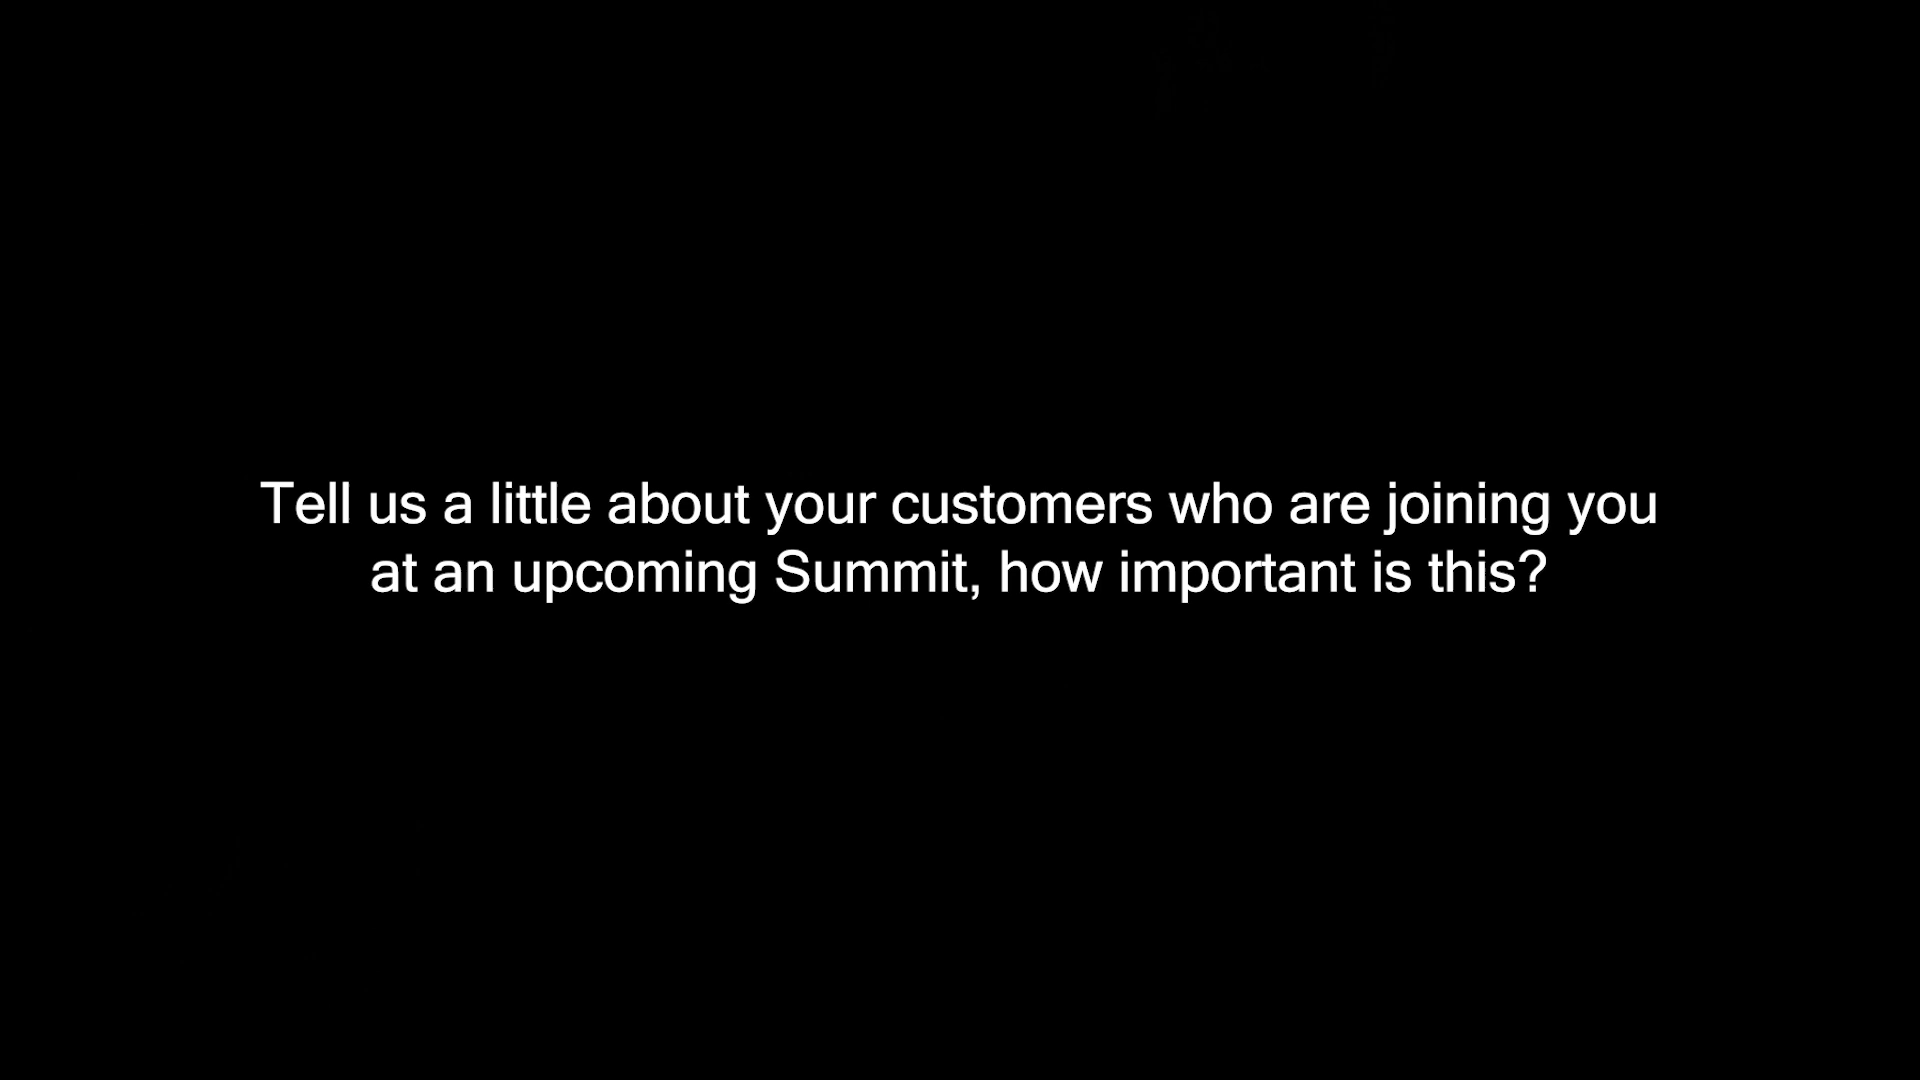 Tell us a little about your customers who are joining you
at an upcoming Summit, how important is this?